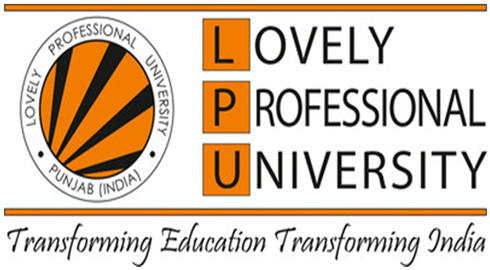 LOVELY PROFESSIONAL UNIVERSITY
• PUNJAB (INDIA) •
LOVELY
PROFESSIONAL
UNIVERSITY
Transforming Education Transforming India